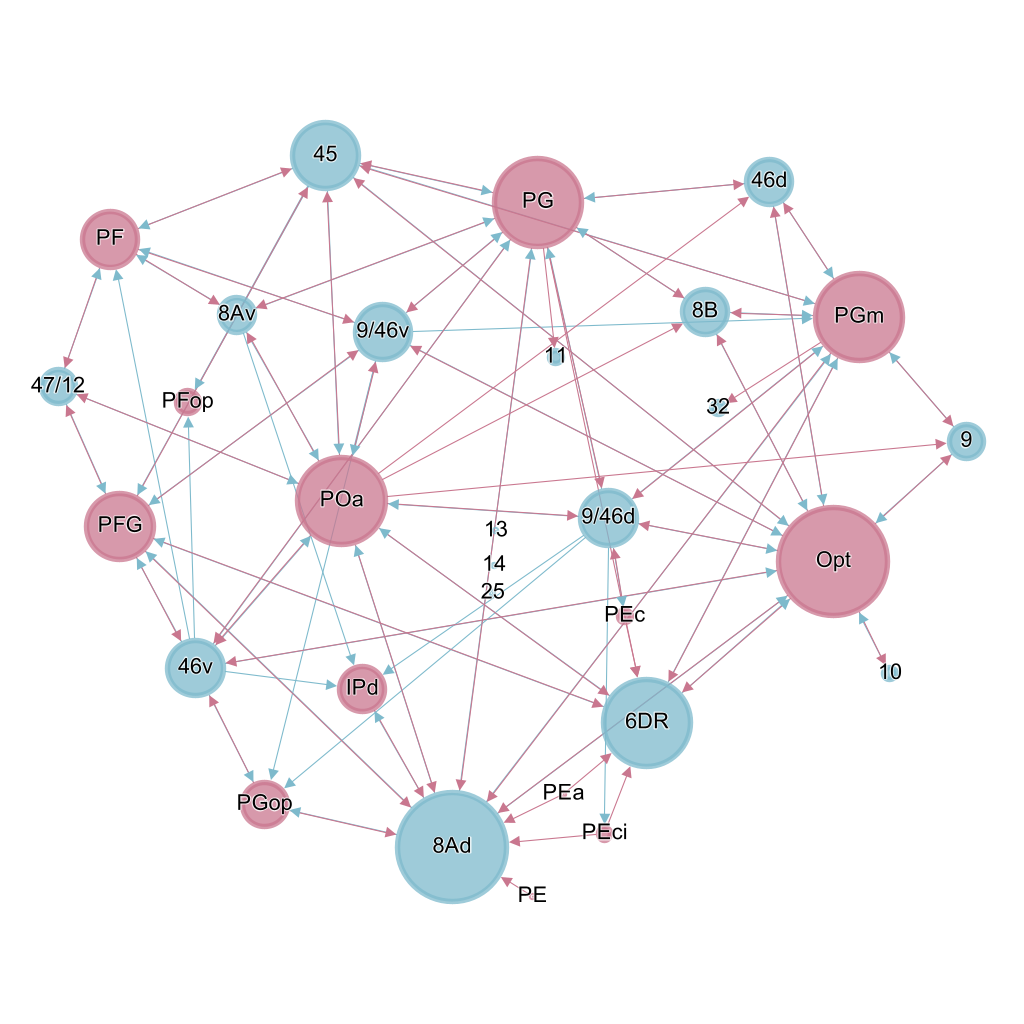 45
46d
PG
PF
8Av
9/46v
8B
PGm
11
47/12
PFop
32
9
POa
PFG
9/46d
13
14
Opt
25
PEc
46v
IPd
10
6DR
PEa
PGop
PEci
8Ad
PE